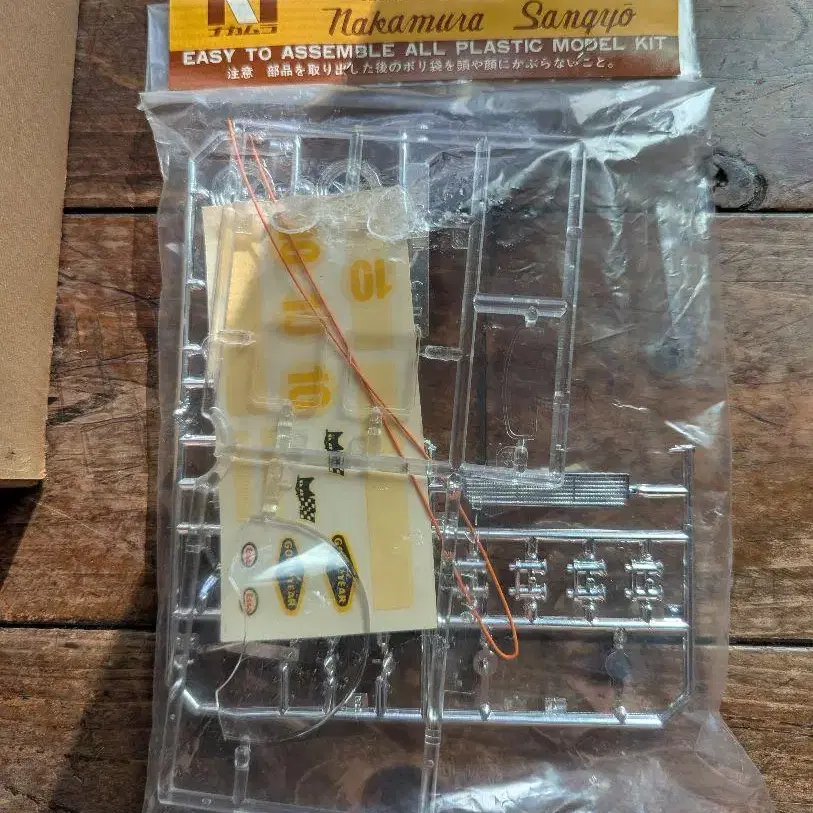 N
ナカムラ
Nakamura Sangyō
EASY TO ASSEMBLE ALL PLASTIC MODEL KIT
注意 部品を取り出した後のポリ袋を頭や顔にかぶらないこと。
10
10
10
10
GOODYEAR
GOODYEAR